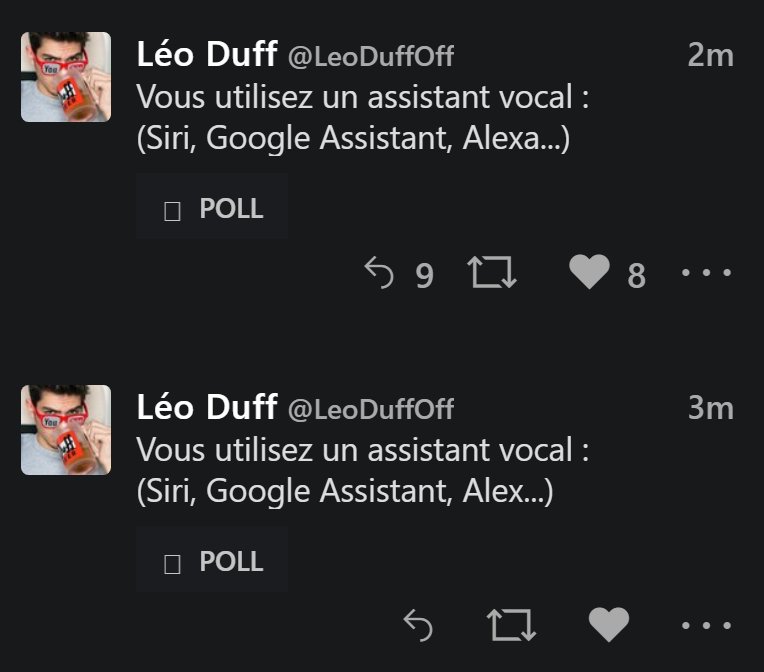 Léo Duff @LeoDuffOff 2m
Vous utilisez un assistant vocal :
(Siri, Google Assistant, Alexa...)
POLL
9 8
Léo Duff @LeoDuffOff 3m
Vous utilisez un assistant vocal :
(Siri, Google Assistant, Alex...)
POLL